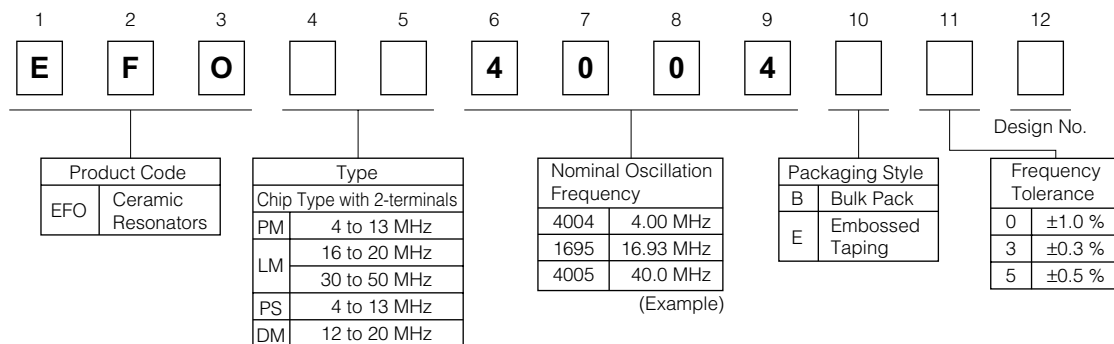 1 2 3 4 5 6 7 8 9 10 11 12
E F O 4 0 0 4
Design No.
Product Code
EFO Ceramic Resonators
Type
Chip Type with 2-terminals
PM 4 to 13 MHz
LM 16 to 20 MHz
30 to 50 MHz
PS 4 to 13 MHz
DM 12 to 20 MHz
Nominal Oscillation
Frequency
4004 4.00 MHz
1695 16.93 MHz
4005 40.0 MHz
(Example)
Packaging Style
B Bulk Pack
E Embossed Taping
Frequency
Tolerance
0 ±1.0 %
3 ±0.3 %
5 ±0.5 %